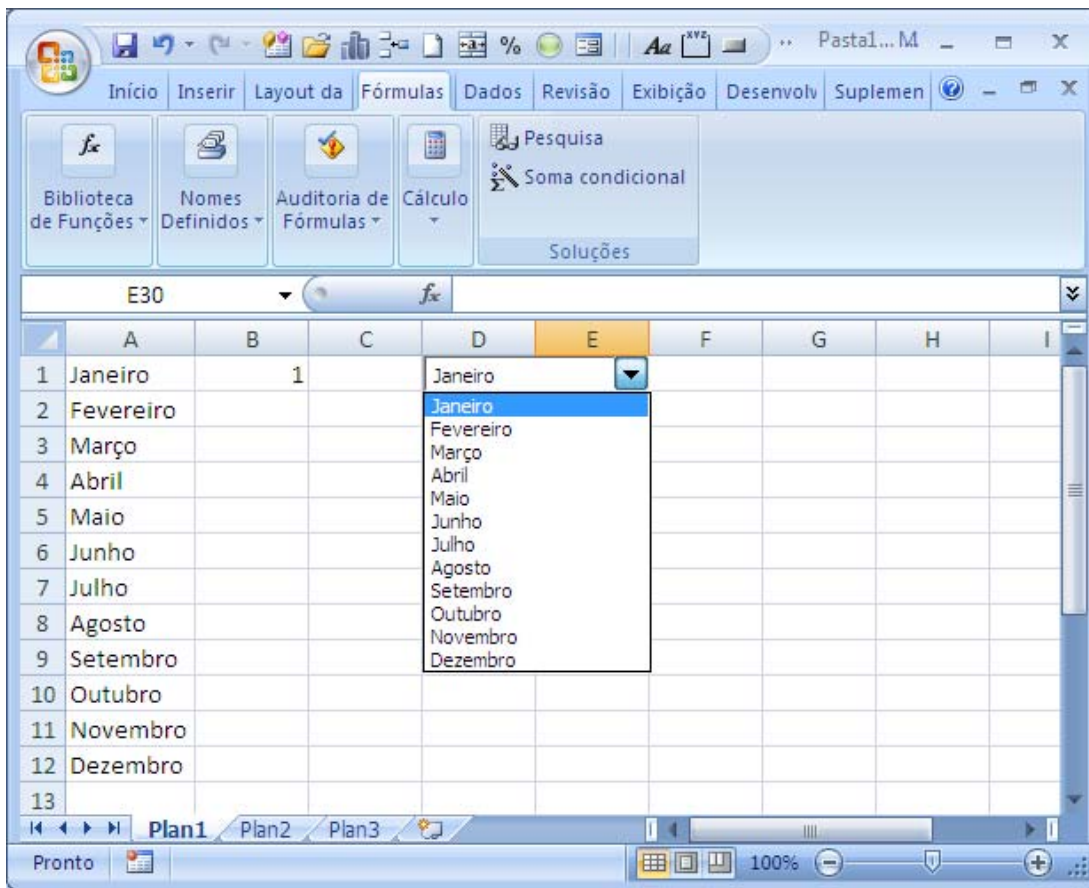 Pasta1... M
Início Inserir Layout da Fórmulas Dados Revisão Exibição Desenvolv Suplemen
fx
Biblioteca de Funções
Nomes Definidos
Auditoria de Fórmulas
Cálculo
Pesquisa
Soma condicional
Soluções
E30 fx
A B C D E F G H I
1 Janeiro 1 Janeiro
2 Fevereiro
3 Março
4 Abril
5 Maio
6 Junho
7 Julho
8 Agosto
9 Setembro
10 Outubro
11 Novembro
12 Dezembro
13
Janeiro
Fevereiro
Março
Abril
Maio
Junho
Julho
Agosto
Setembro
Outubro
Novembro
Dezembro
Plan1 Plan2 Plan3
Pronto 100%